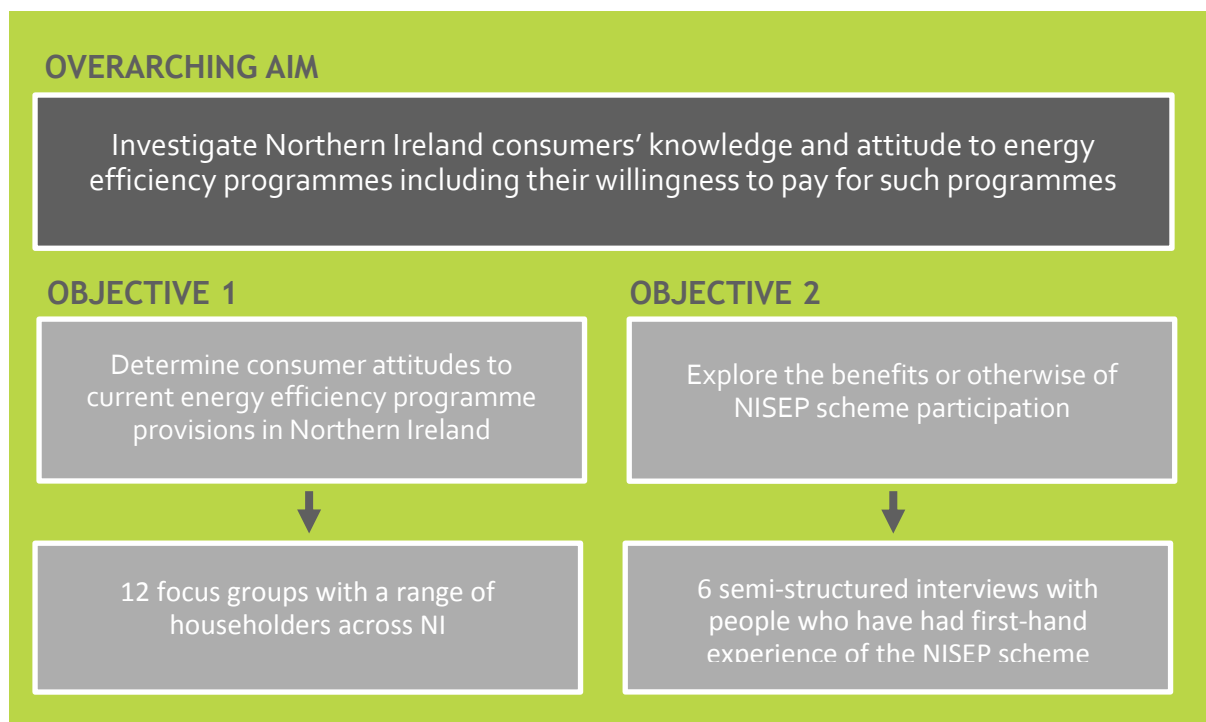 OVERARCHING AIM
Investigate Northern Ireland consumers’ knowledge and attitude to energy
efficiency programmes including their willingness to pay for such programmes
OBJECTIVE 1
Determine consumer attitudes to
current energy efficiency programme
provisions in Northern Ireland
12 focus groups with a range of
householders across NI
OBJECTIVE 2
Explore the benefits or otherwise of
NISEP scheme participation
6 semi-structured interviews with
people who have had first-hand
experience of the NISEP scheme